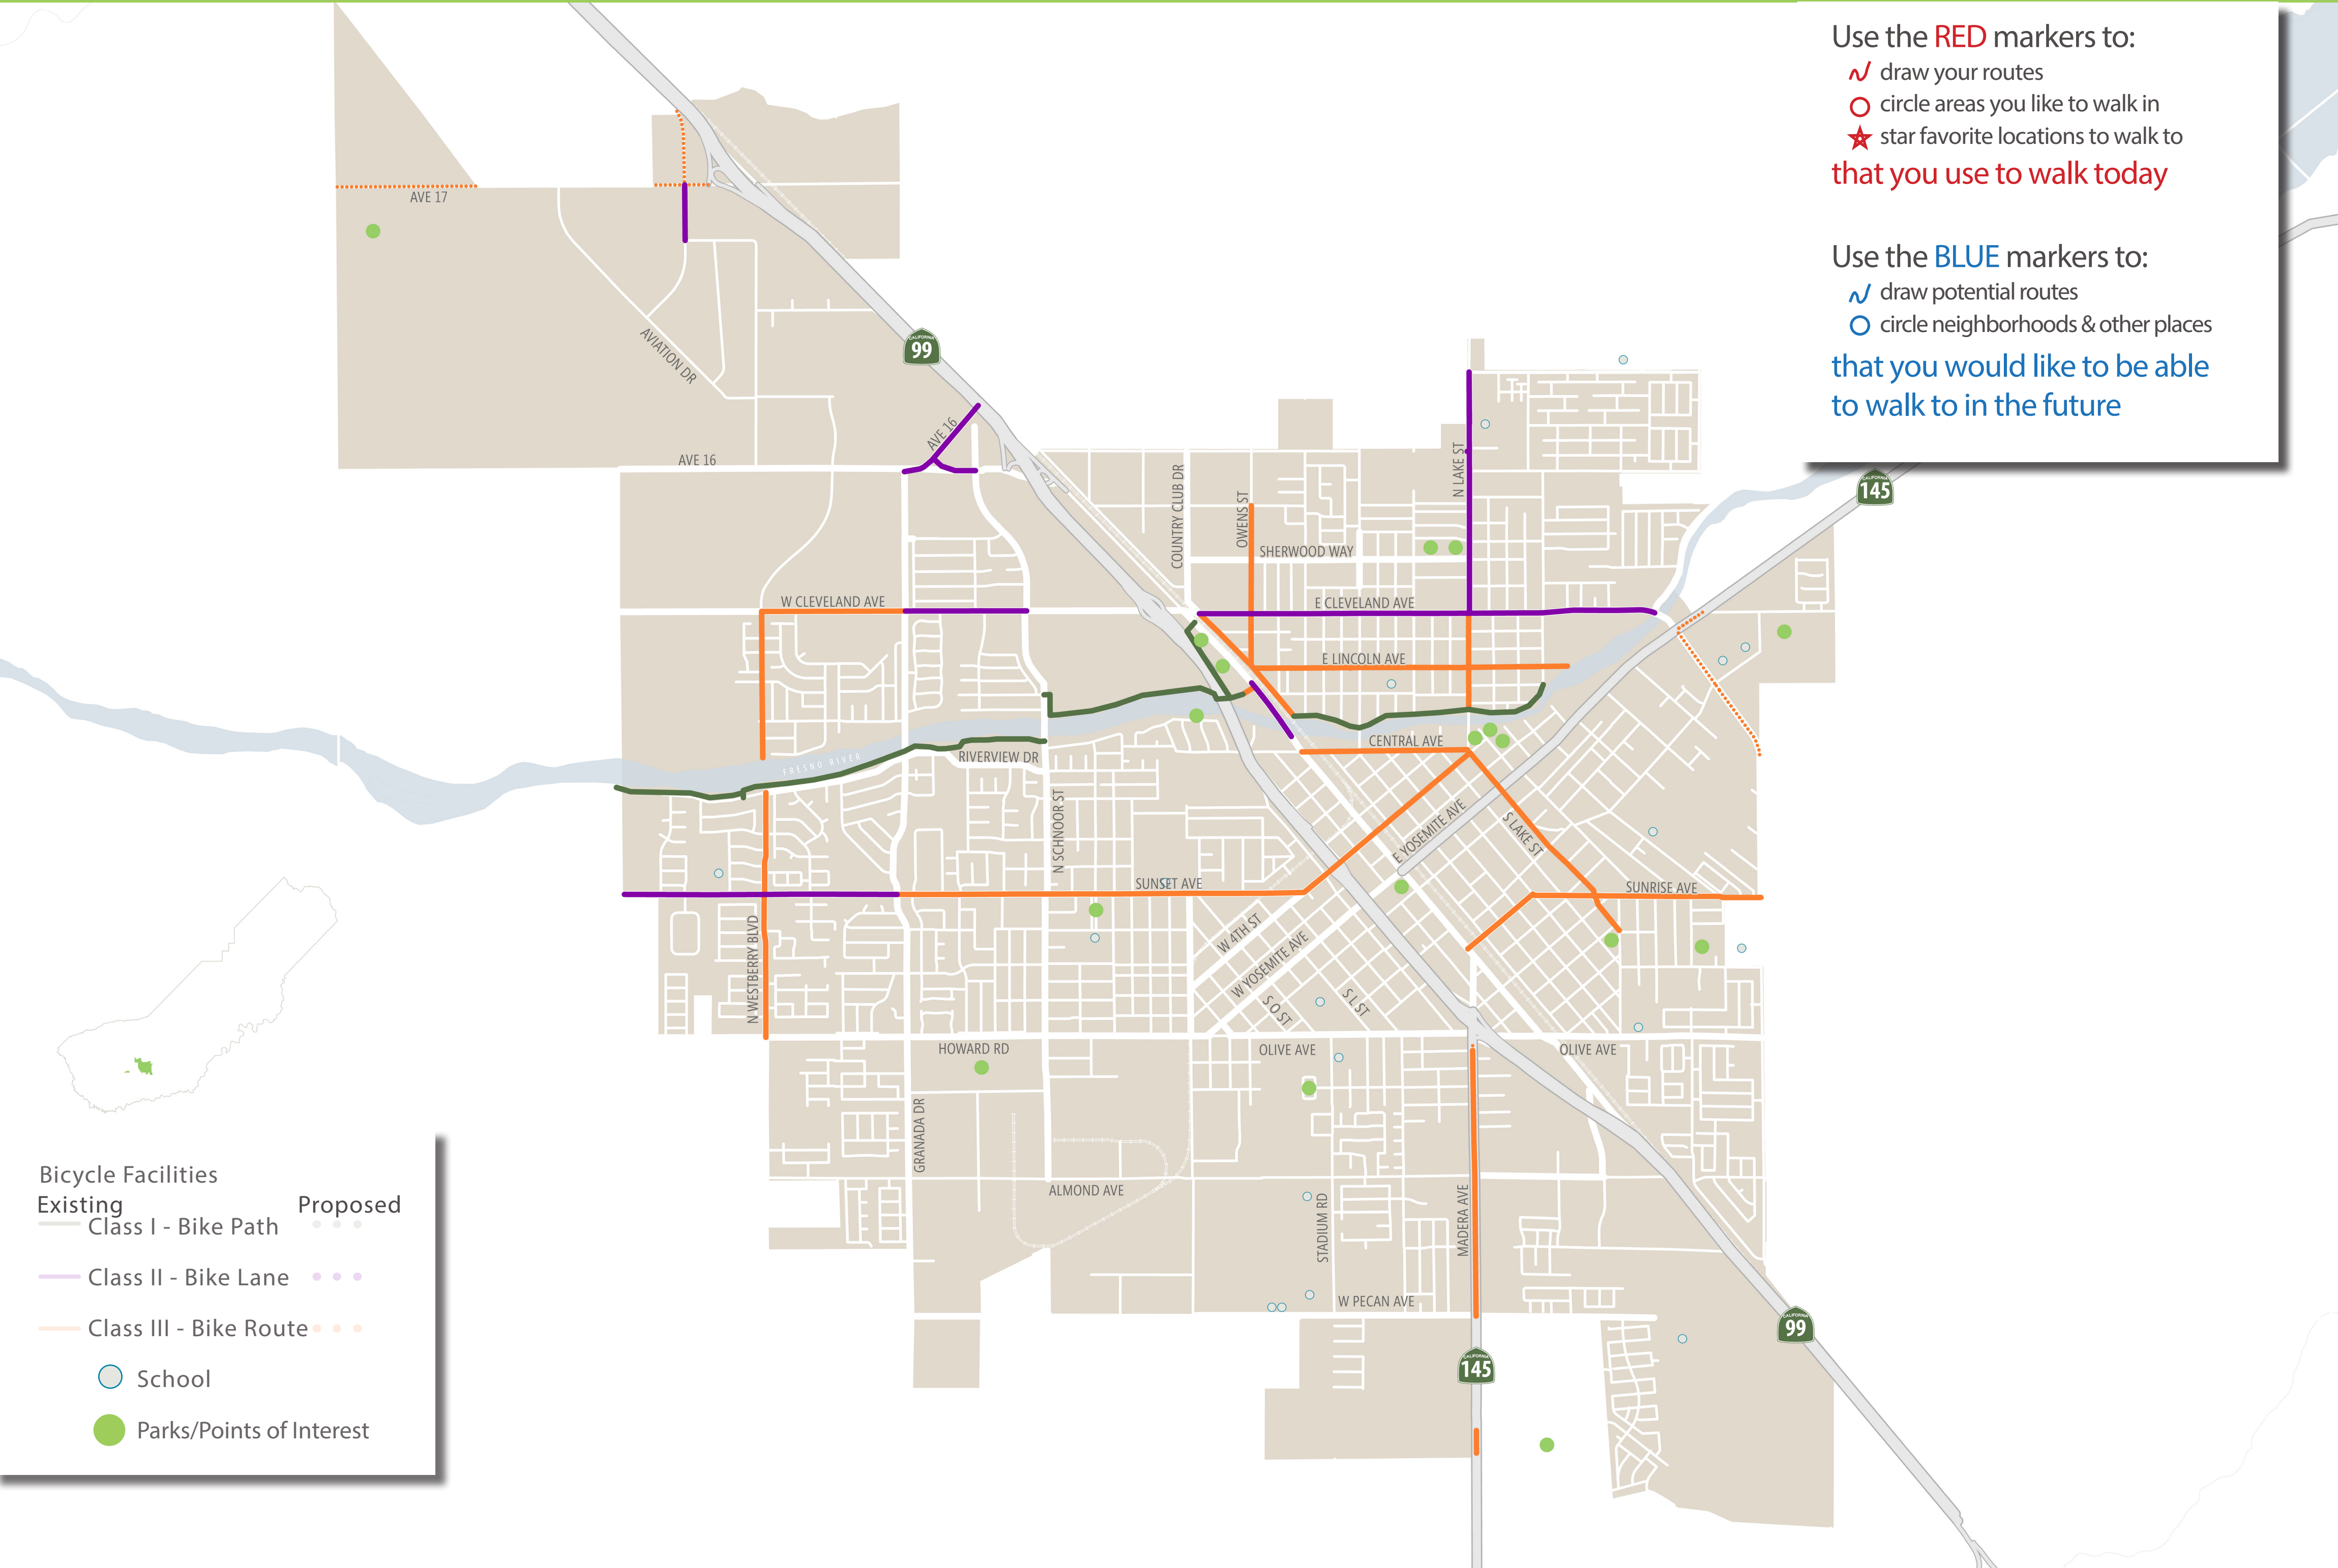 Use the RED markers to:
draw your routes
circle areas you like to walk in
star favorite locations to walk to
that you use to walk today
Use the BLUE markers to:
draw potential routes
circle neighborhoods & other places
that you would like to be able
to walk to in the future
AVE 17
AVIATION DR
CALIFORNIA
99
AVE 16
AVE 16
COUNTRY CLUB DR
OWENS ST
N LAKE ST
CALIFORNIA
145
SHERWOOD WAY
W CLEVELAND AVE
E CLEVELAND AVE
E LINCOLN AVE
CENTRAL AVE
RIVERVIEW DR
FRESNO RIVER
N SCHNOOR ST
E YOSEMITE AVE
S LAKE ST
SUNSET AVE
SUNRISE AVE
N WESTBERRY BLVD
W 4TH ST
W YOSEMITE AVE
S O ST
S L ST
HOWARD RD
OLIVE AVE
OLIVE AVE
GRANADA DR
ALMOND AVE
STADIUM RD
MADERA AVE
W PECAN AVE
CALIFORNIA
99
CALIFORNIA
145
Bicycle Facilities
Existing Proposed
Class I - Bike Path
Class II - Bike Lane
Class III - Bike Route
School
Parks/Points of Interest